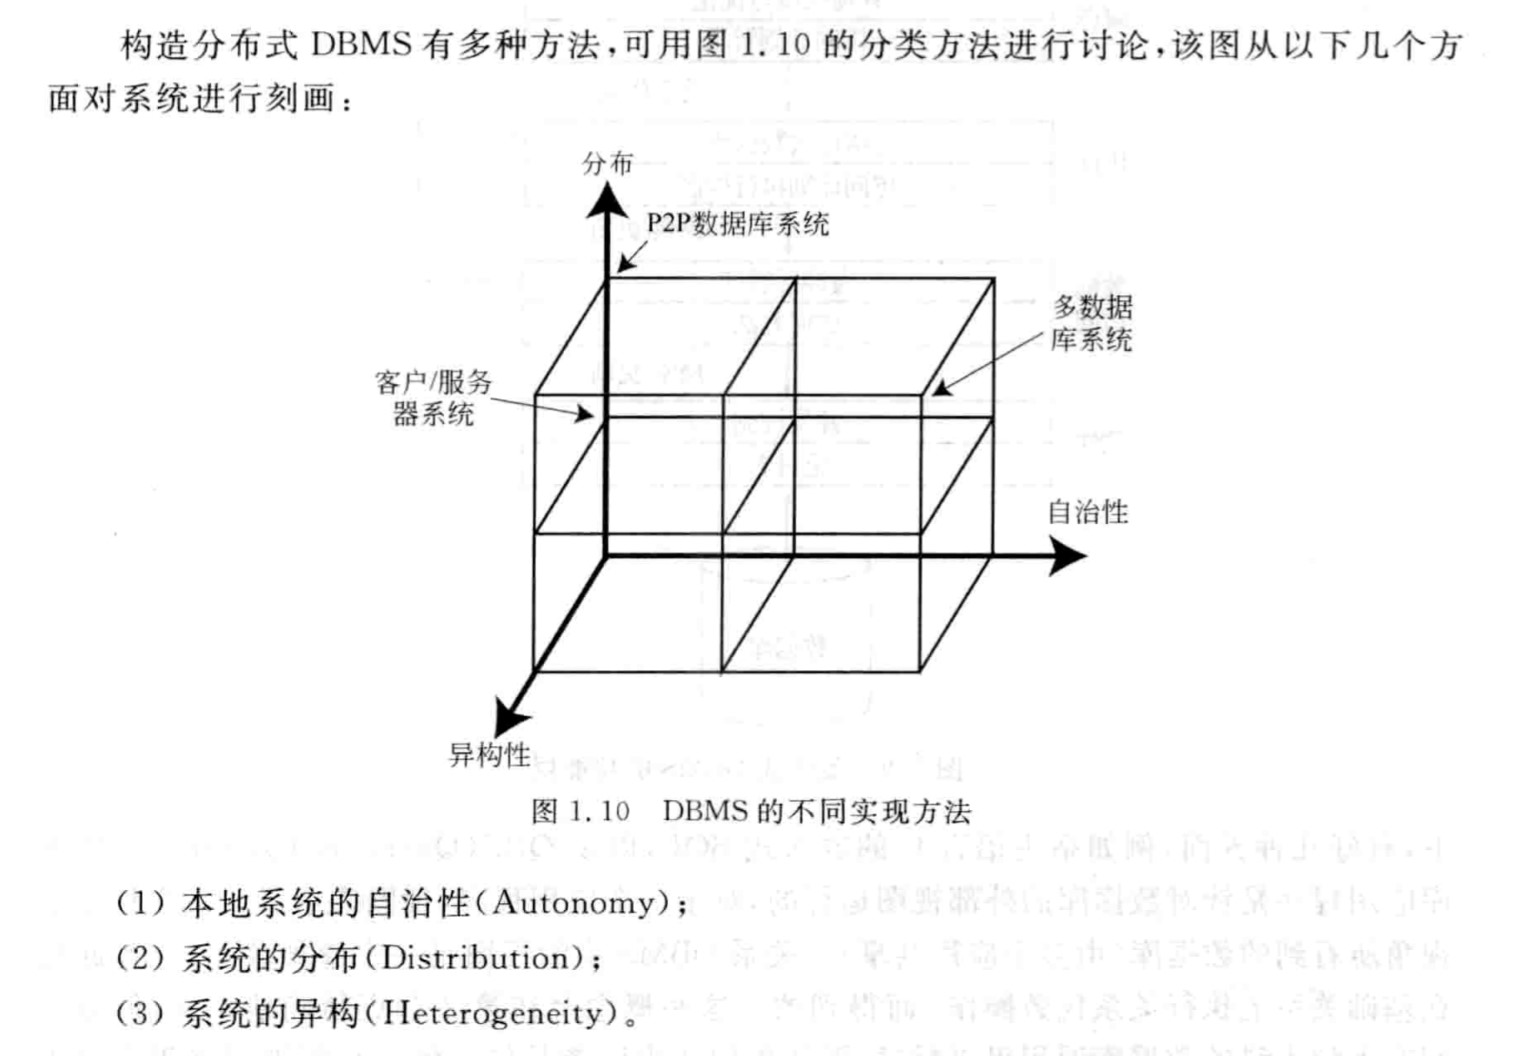 构造分布式 DBMS 有多种方法,可用图 1.10 的分类方法进行讨论,该图从以下几个方
面对系统进行刻画:
分布
P2P数据库系统
多数据
库系统
客户/服务
器系统
自治性
异构性
图 1.10 DBMS 的不同实现方法
(1) 本地系统的自治性(Autonomy);
(2) 系统的分布(Distribution);
(3) 系统的异构(Heterogeneity)。